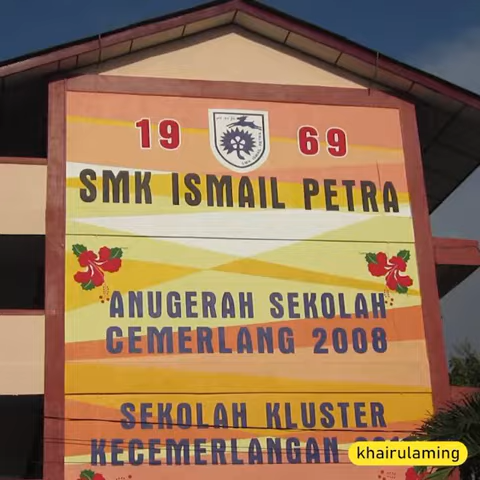 19 69
SMK ISMAIL PETRA
ANUGERAH SEKOLAH
CEMERLANG 2008
SEKOLAH KLUSTER
KECEMERLANGAN
khairulaming